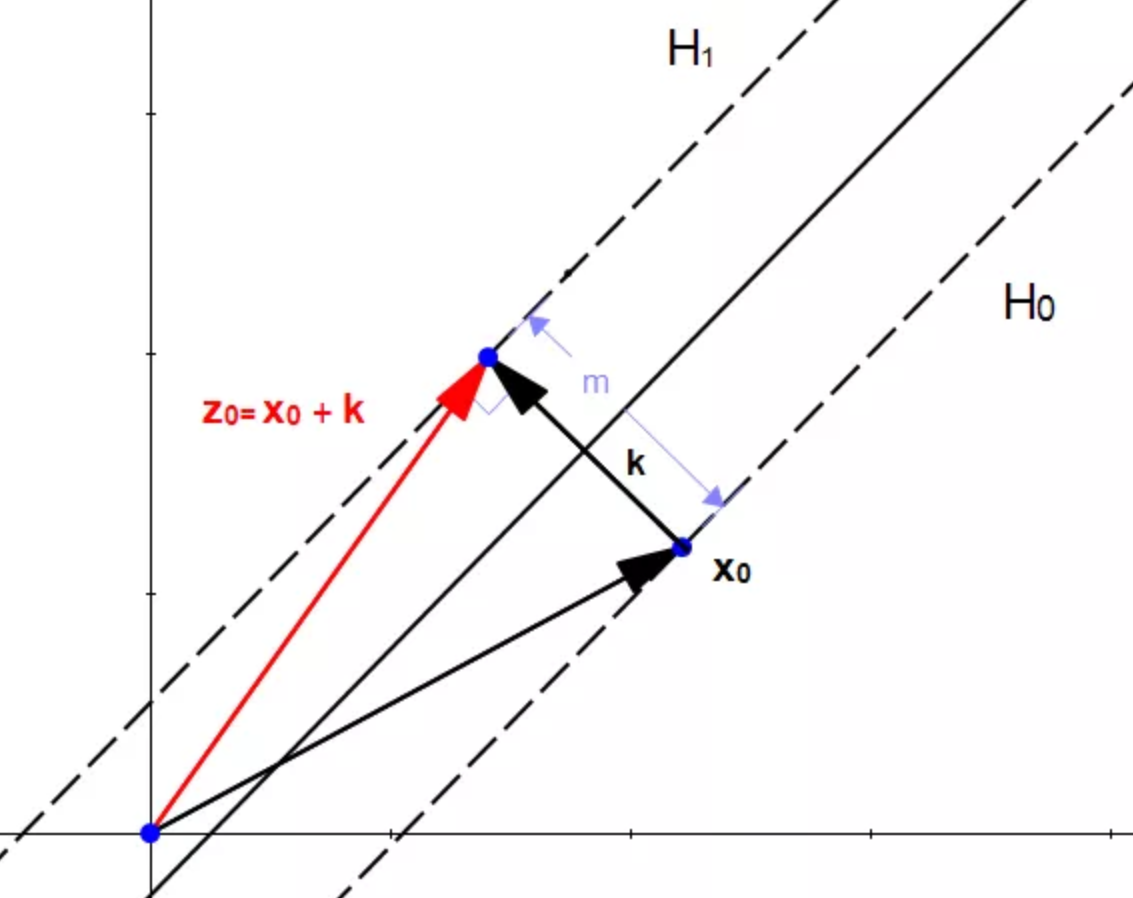 H₁
H₀
m
z₀= x₀ + k
k
x₀